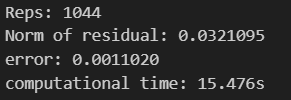 Reps: 1044
Norm of residual: 0.0321095
error: 0.0011020
computational time: 15.476s